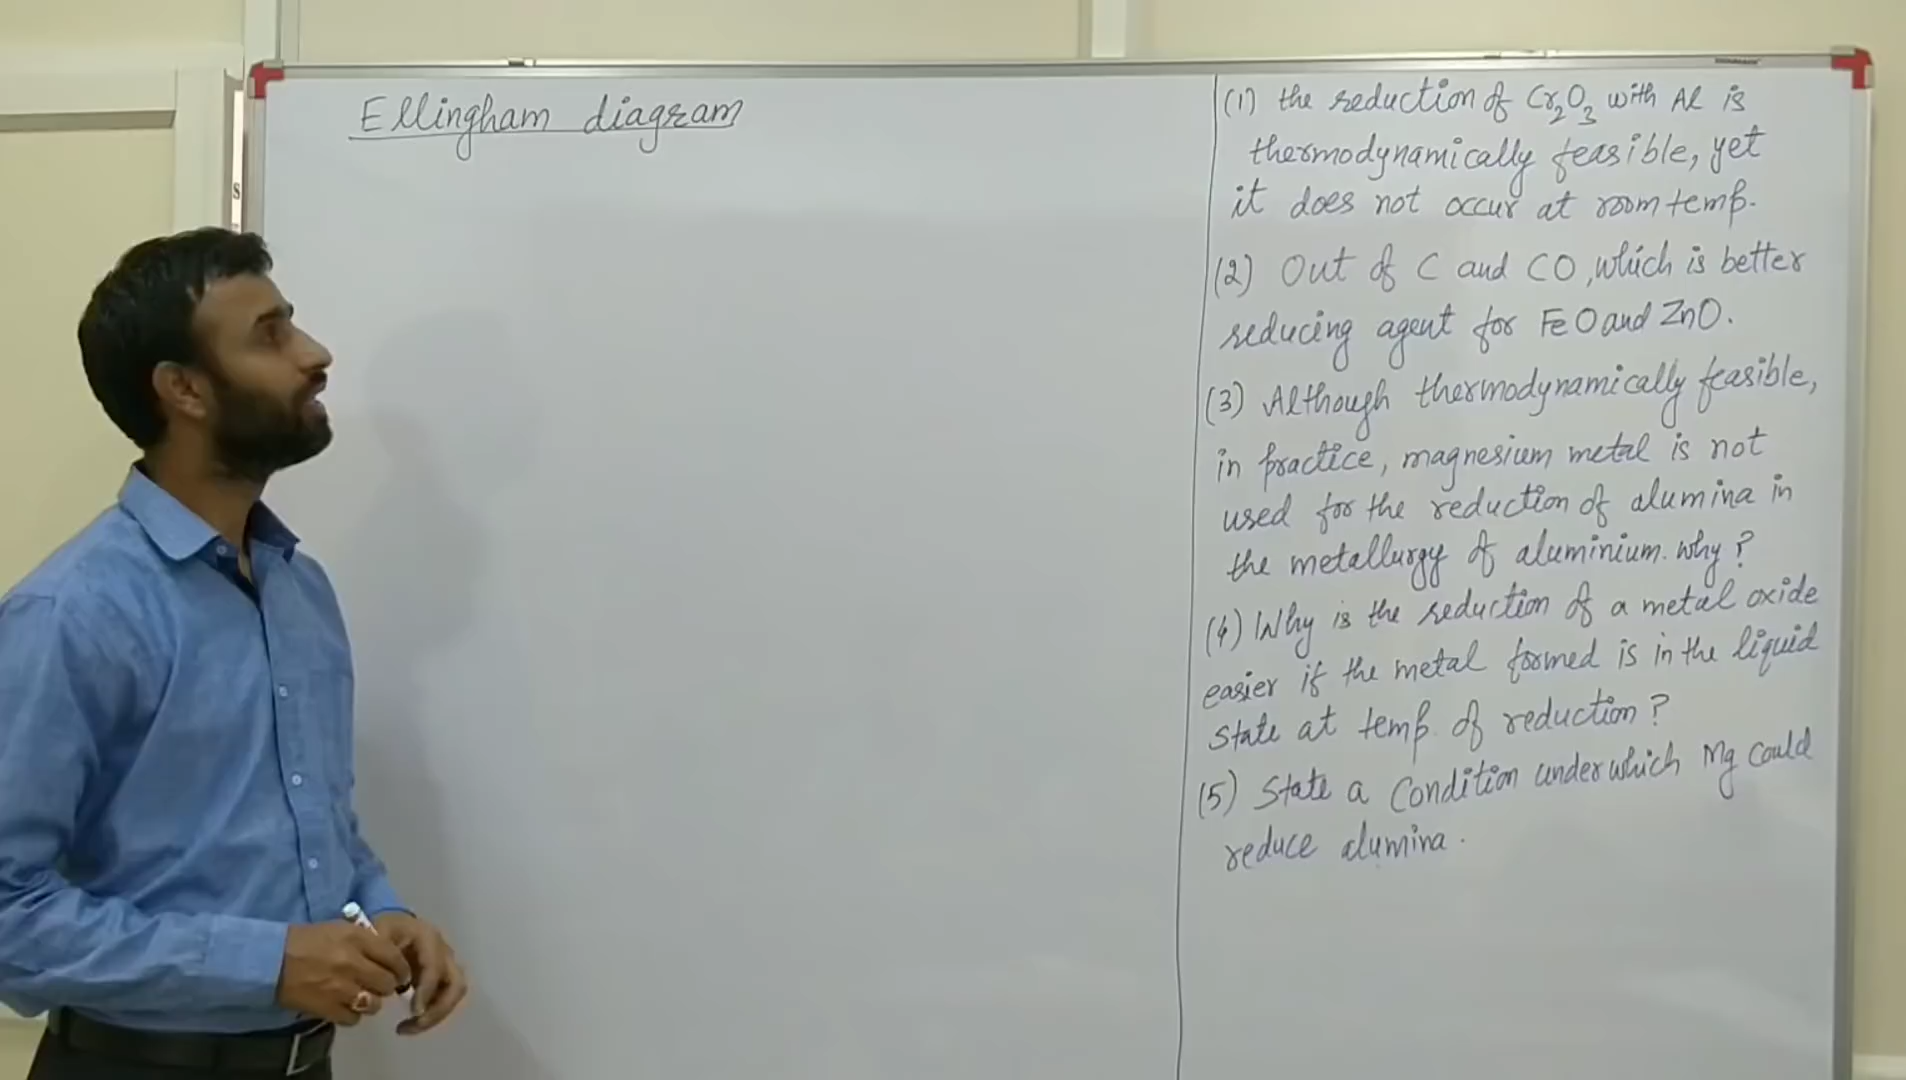 Ellingham diagram
(1) the reduction of Cr₂O₃ with Al is
thermodynamically feasible, yet
it does not occur at room temp.
(2) Out of C and CO, which is better
reducing agent for FeO and ZnO.
(3) Although thermodynamically feasible,
in practice, magnesium metal is not
used for the reduction of alumina in
the metallurgy of aluminium. why?
(4) Why is the reduction of a metal oxide
easier if the metal formed is in the liquid
state at temp. of reduction?
(5) State a Condition under which Mg could
reduce alumina.
S